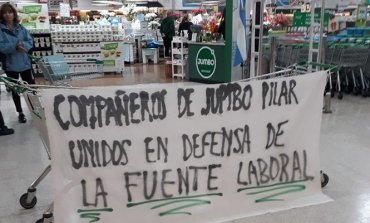 JUMBO
COMPAÑEROS DE JUMBO PILAR
UNIDOS EN DEFENSA DE
LA FUENTE LABORAL